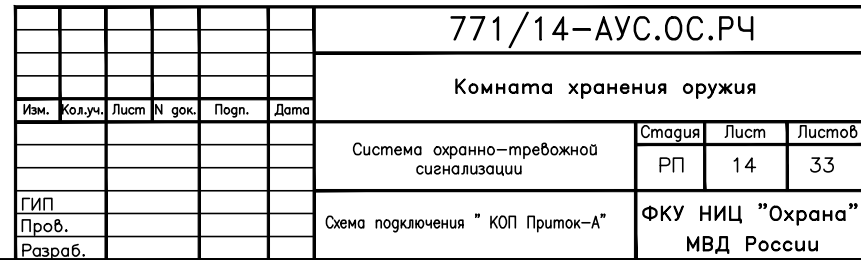 771/14-АУС.ОС.РЧ
Комната хранения оружия
Изм. Кол.уч. Лист N док. Подп. Дата
Система охранно-тревожной
сигнализации
Стадия Лист Листов
РП 14 33
ГИП
Пров.
Разраб.
Схема подключения " КОП Приток-А"
ФКУ НИЦ "Охрана"
МВД России